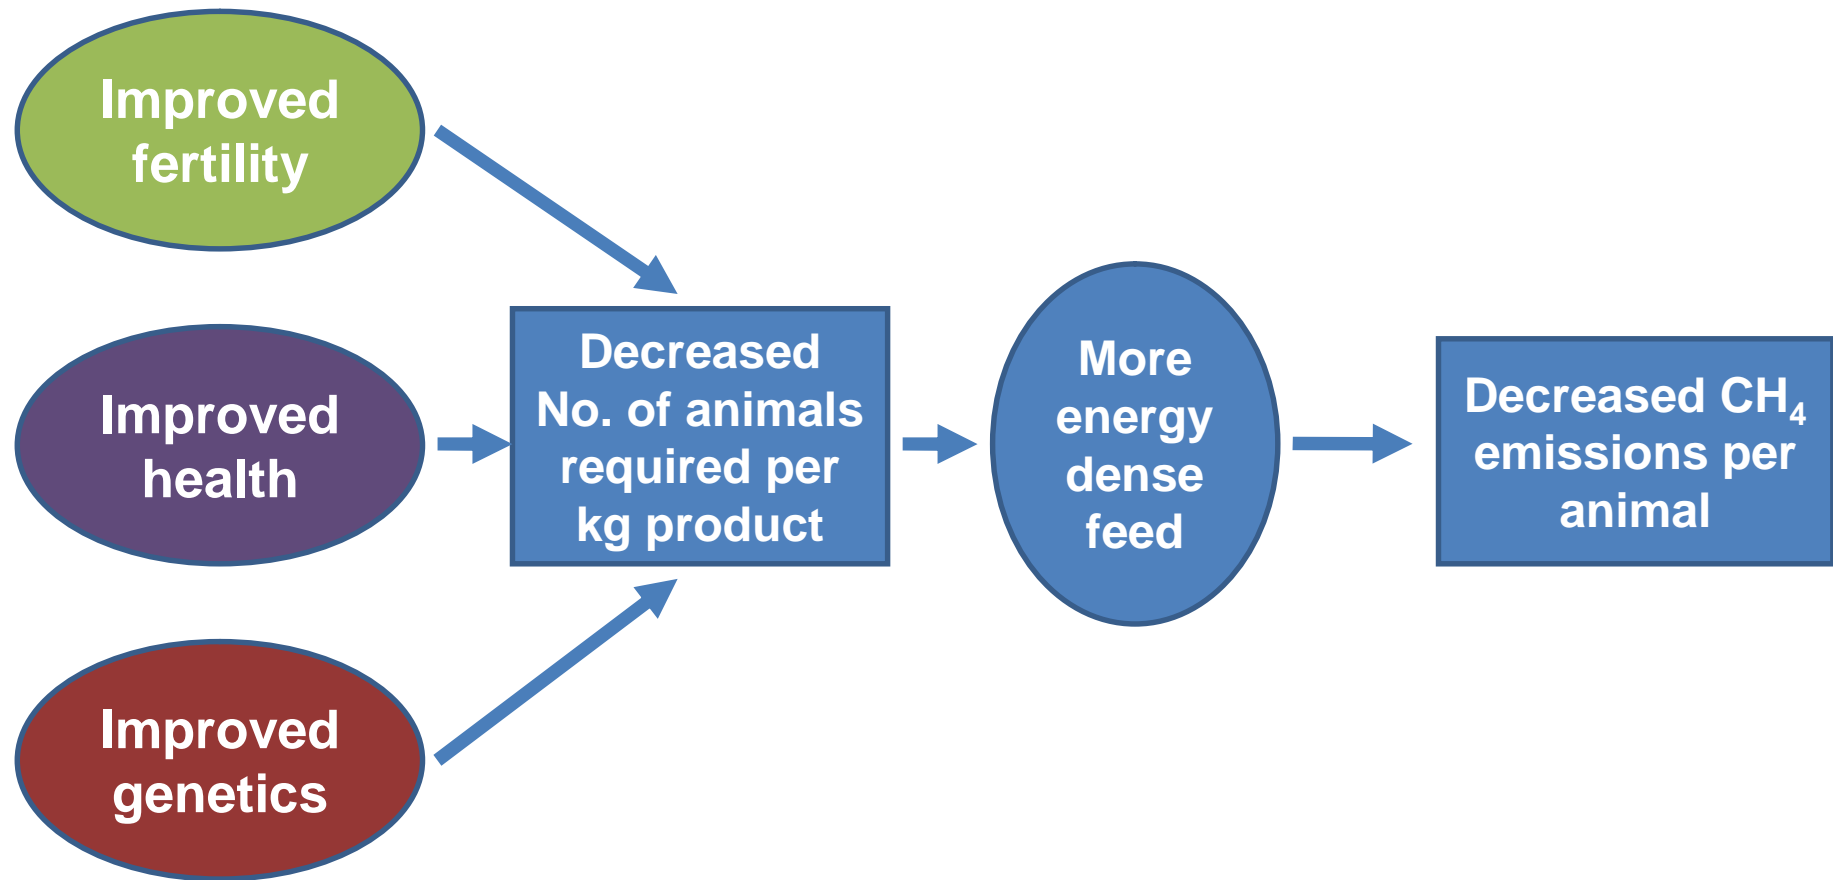 Improved
fertility
Improved
health
Improved
genetics
Decreased
No. of animals
required per
kg product
More
energy
dense
feed
Decreased CH₄
emissions per
animal